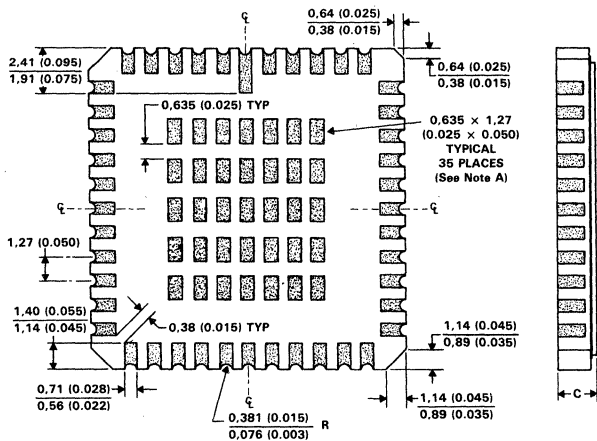 ℄
0,64 (0.025)
0,38 (0.015)
2,41 (0.095)
1,91 (0.075)
0,64 (0.025)
0,38 (0.015)
0,635 (0.025) TYP
0,635 × 1,27
(0.025 × 0.050)
TYPICAL
35 PLACES
(See Note A)
℄
℄
1,27 (0.050)
1,40 (0.055)
1,14 (0.045)
0,38 (0.015) TYP
1,14 (0.045)
0,89 (0.035)
0,71 (0.028)
0,56 (0.022)
℄
0,381 (0.015)
0,076 (0.003)
R
1,14 (0.045)
0,89 (0.035)
C